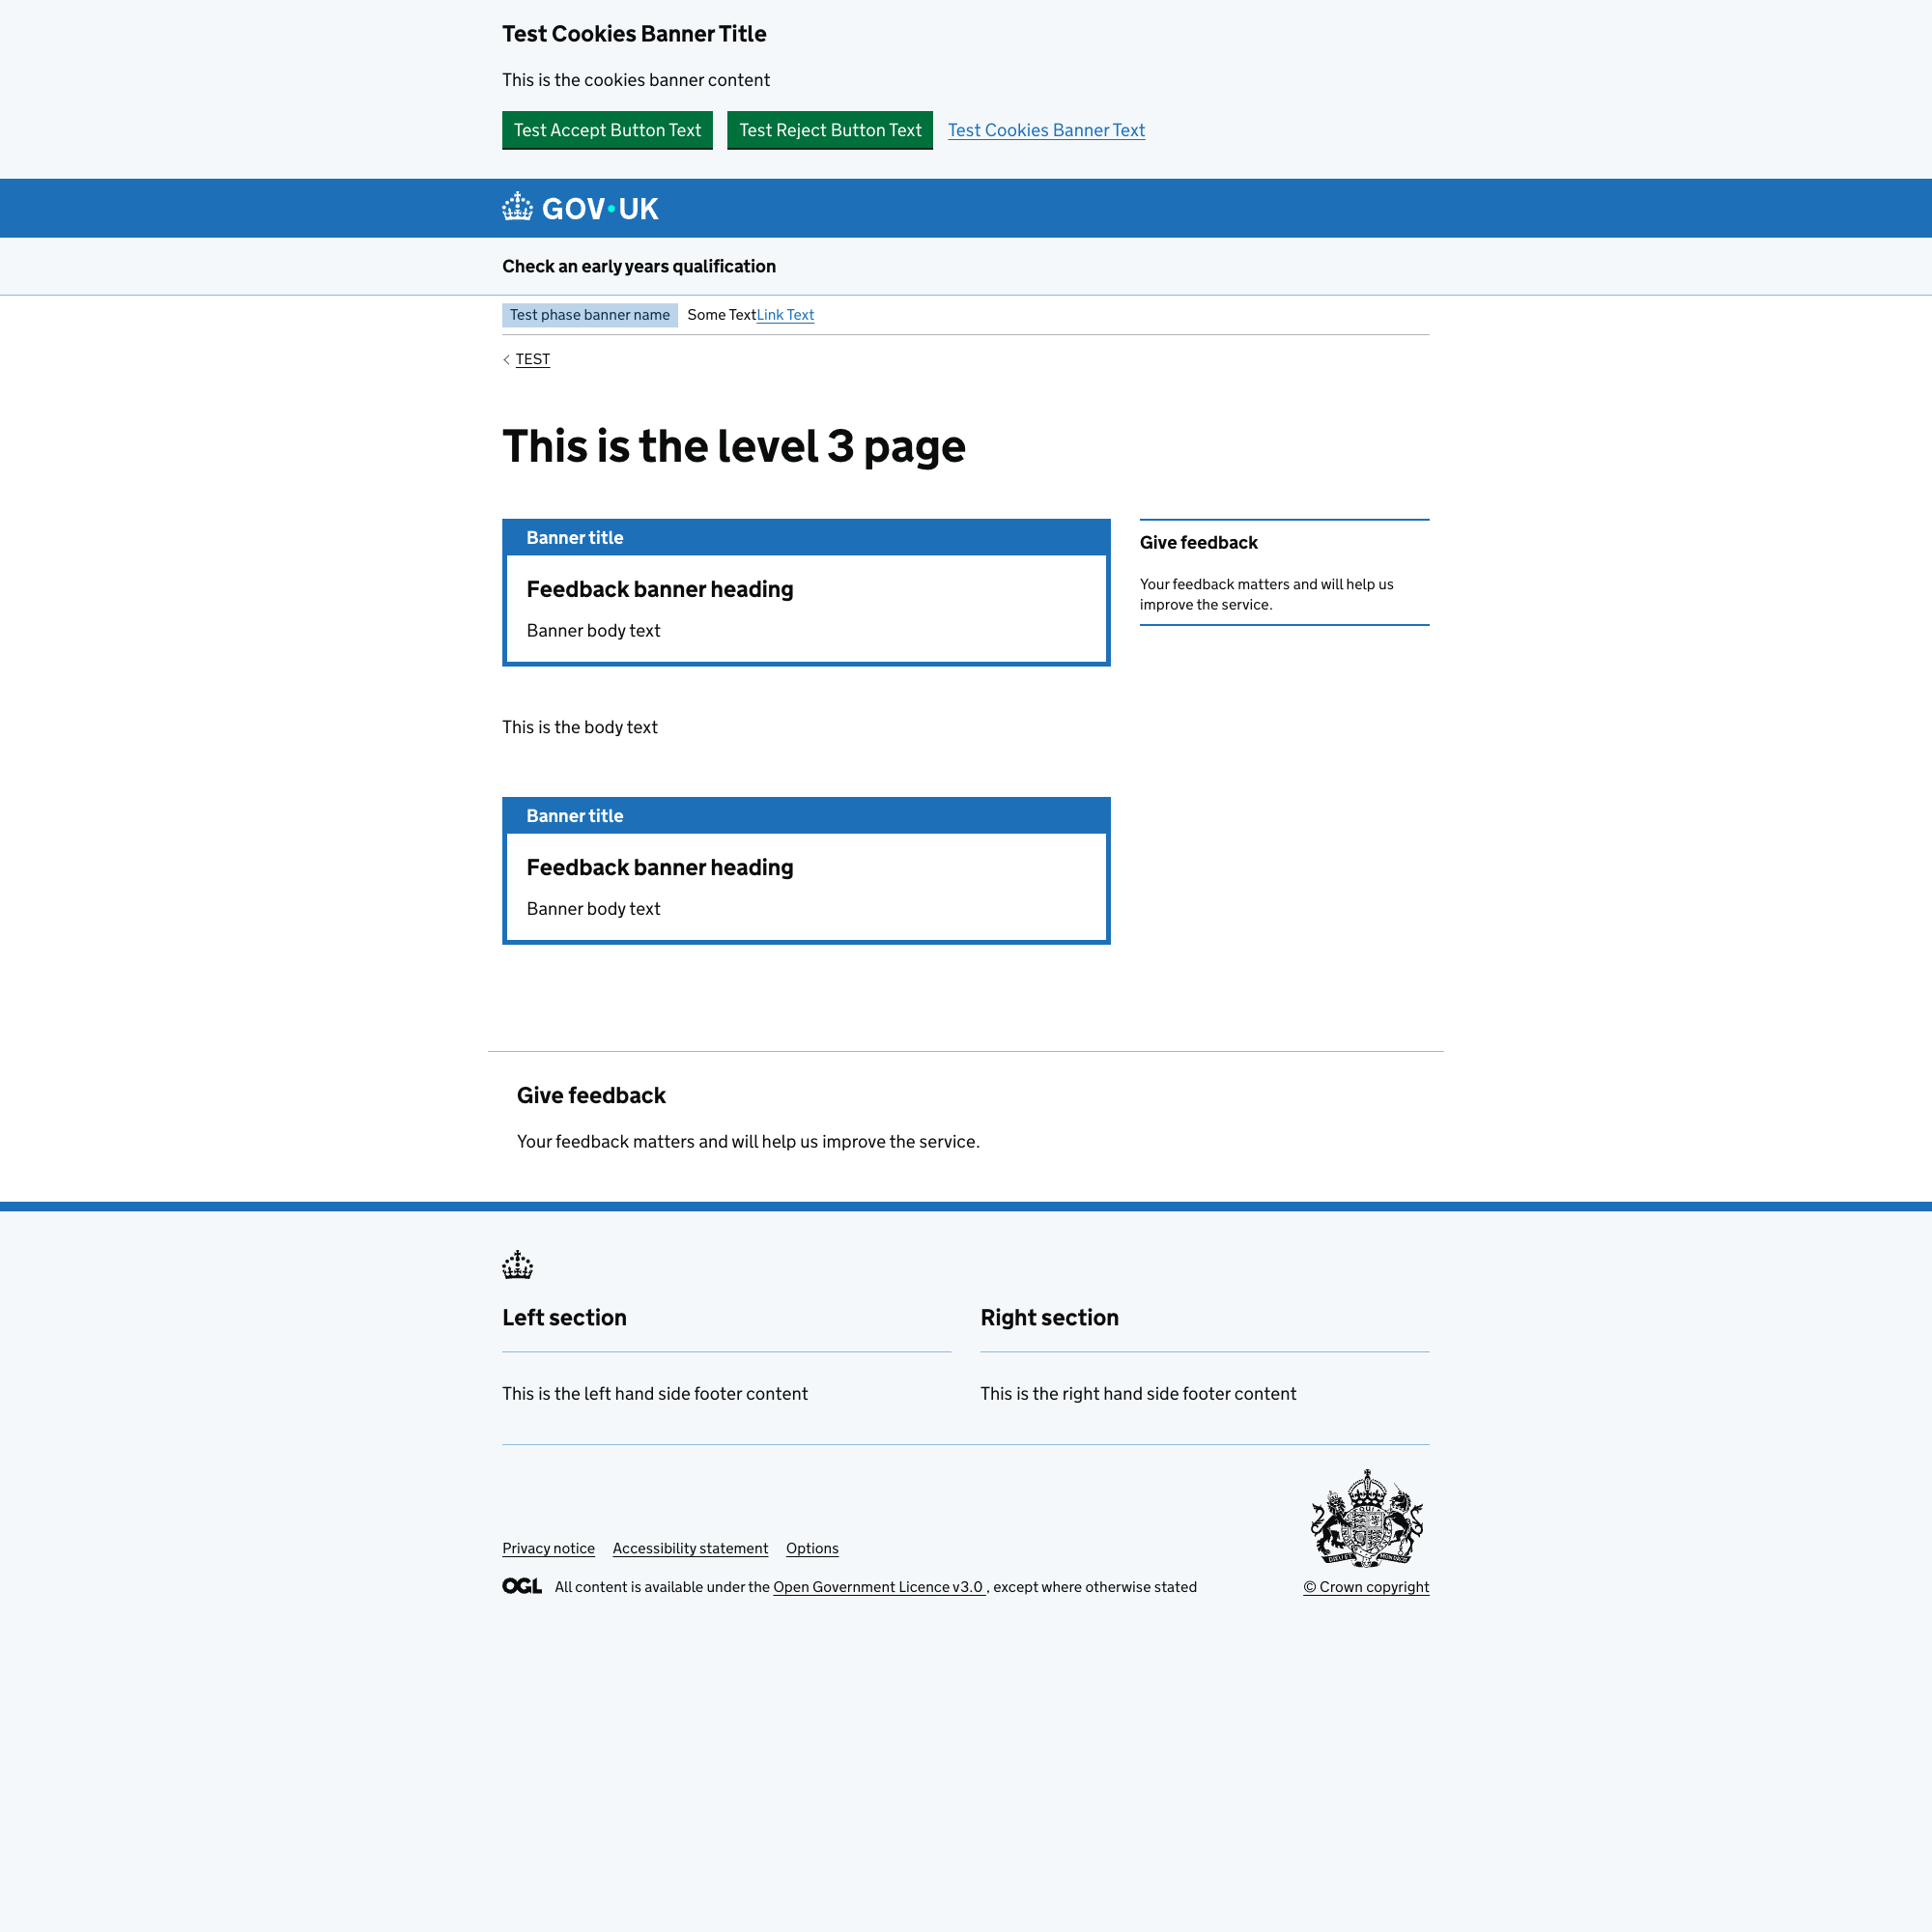 Test Cookies Banner Title
This is the cookies banner content
Test Accept Button Text Test Reject Button Text Test Cookies Banner Text
GOV·UK
Check an early years qualification
Test phase banner name Some TextLink Text
TEST
This is the level 3 page
Banner title
Feedback banner heading
Banner body text
Give feedback
Your feedback matters and will help us
improve the service.
This is the body text
Banner title
Feedback banner heading
Banner body text
Give feedback
Your feedback matters and will help us improve the service.
Left section
This is the left hand side footer content
Right section
This is the right hand side footer content
Privacy notice Accessibility statement Options
OGL All content is available under the Open Government Licence v3.0 , except where otherwise stated
© Crown copyright